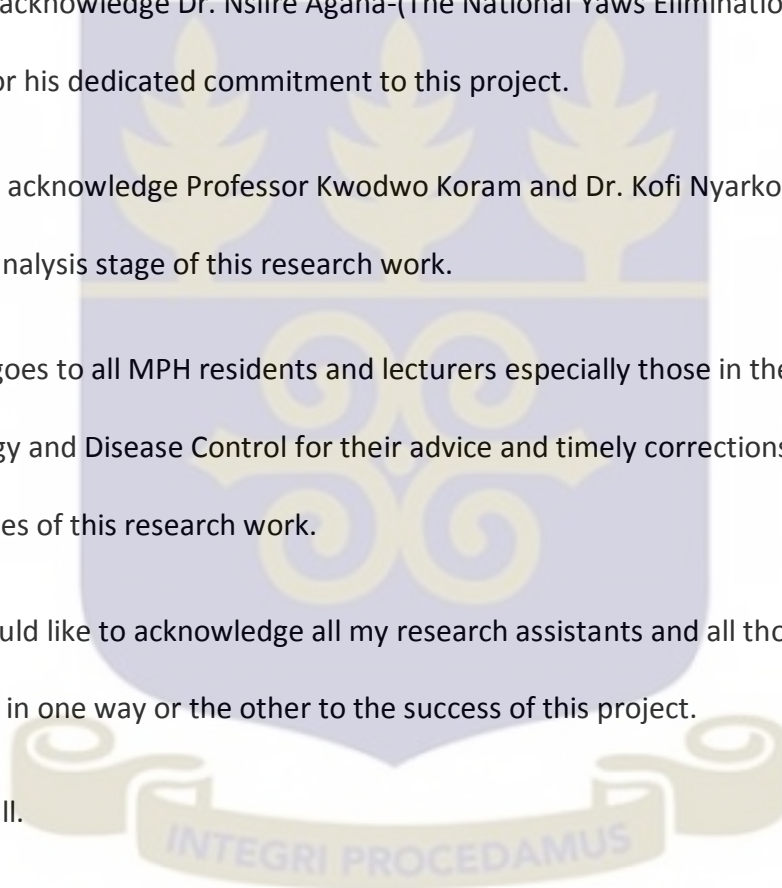 acknowledge Dr. Nsiire Agana-(The National Yaws Eliminatio
or his dedicated commitment to this project.
acknowledge Professor Kwodwo Koram and Dr. Kofi Nyarko
nalysis stage of this research work.
goes to all MPH residents and lecturers especially those in the
gy and Disease Control for their advice and timely corrections
es of this research work.
uld like to acknowledge all my research assistants and all tho
in one way or the other to the success of this project.
ll.
INTEGRI PROCEDAMUS